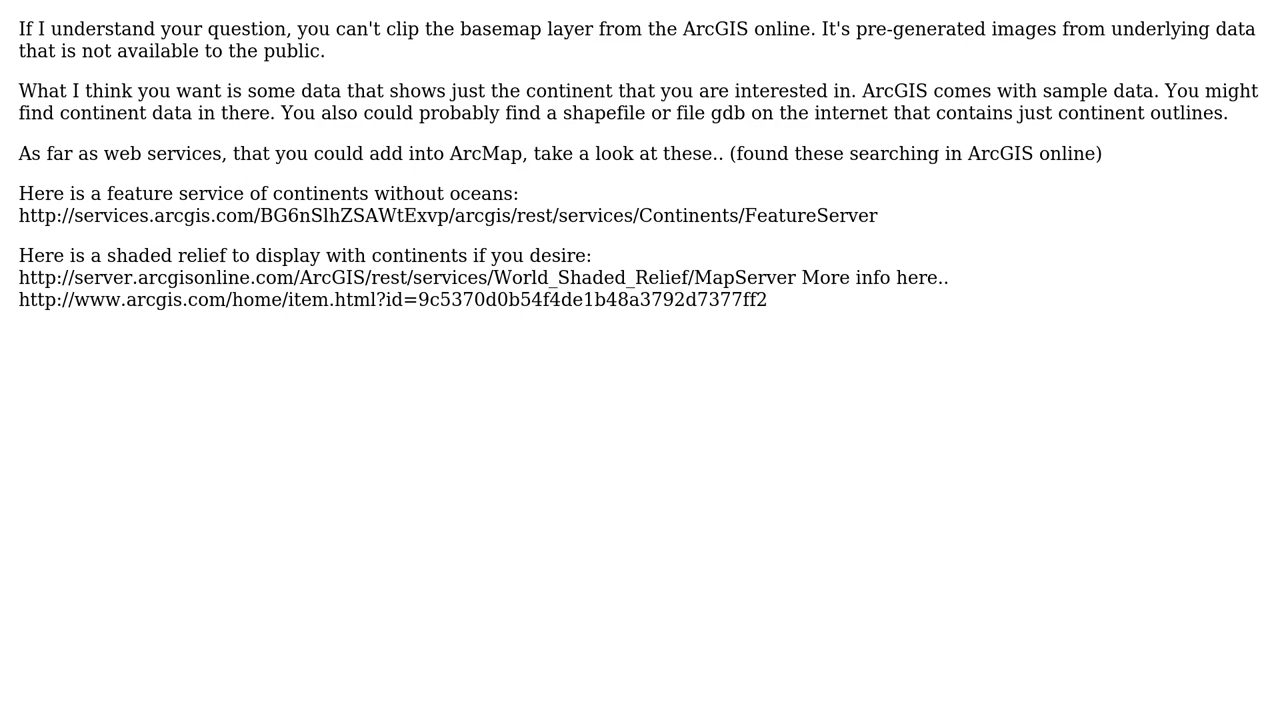 If I understand your question, you can't clip the basemap layer from the ArcGIS online. It's pre-generated images from underlying data
that is not available to the public.
What I think you want is some data that shows just the continent that you are interested in. ArcGIS comes with sample data. You might
find continent data in there. You also could probably find a shapefile or file gdb on the internet that contains just continent outlines.
As far as web services, that you could add into ArcMap, take a look at these.. (found these searching in ArcGIS online)
Here is a feature service of continents without oceans:
http://services.arcgis.com/BG6nSlhZSAWtExvp/arcgis/rest/services/Continents/FeatureServer
Here is a shaded relief to display with continents if you desire:
http://server.arcgisonline.com/ArcGIS/rest/services/World_Shaded_Relief/MapServer More info here..
http://www.arcgis.com/home/item.html?id=9c5370d0b54f4de1b48a3792d7377ff2